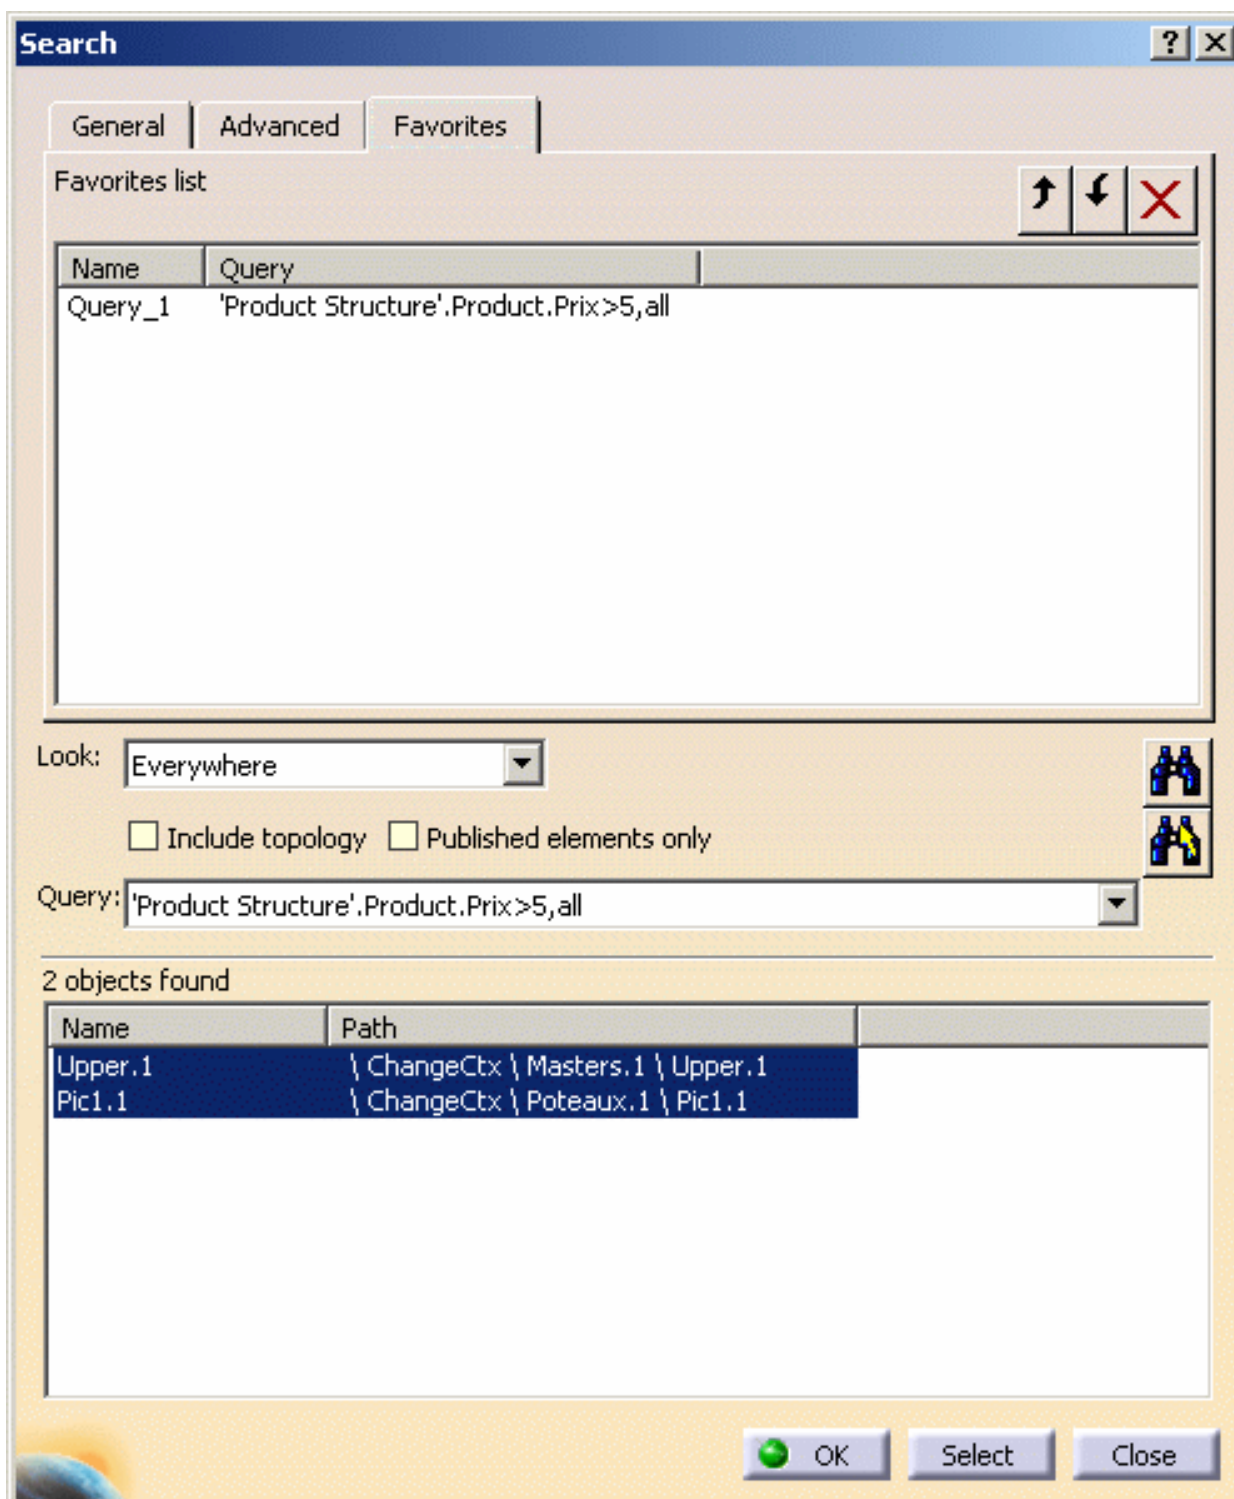 Search
General Advanced Favorites
Favorites list
Name Query
Query_1 'Product Structure'.Product.Prix>5,all
Look: Everywhere
Include topology Published elements only
Query: 'Product Structure'.Product.Prix>5,all
2 objects found
Name Path
Upper.1 \ ChangeCtx \ Masters.1 \ Upper.1
Pic1.1 \ ChangeCtx \ Poteaux.1 \ Pic1.1
OK Select Close